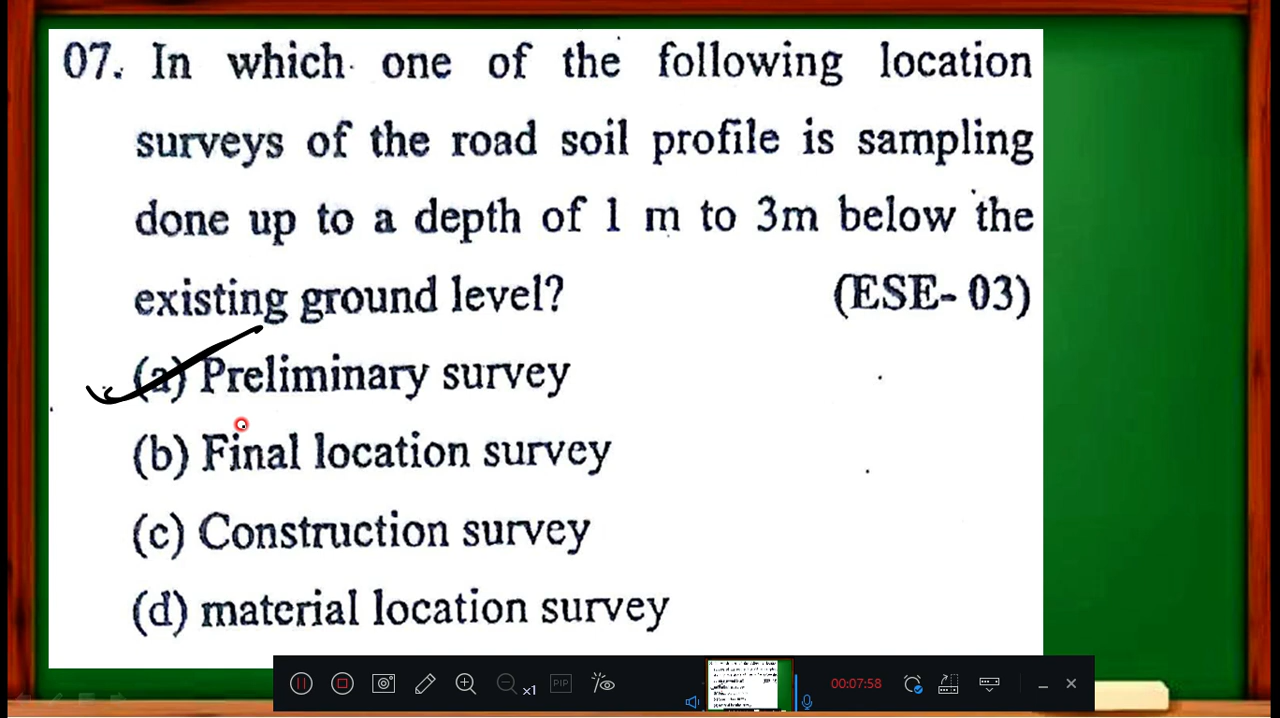 07. In which one of the following location
surveys of the road soil profile is sampling
done up to a depth of 1 m to 3m below the
existing ground level? (ESE- 03)
(a) Preliminary survey
(b) Final location survey
(c) Construction survey
(d) material location survey
x1 PIP 00:07:58